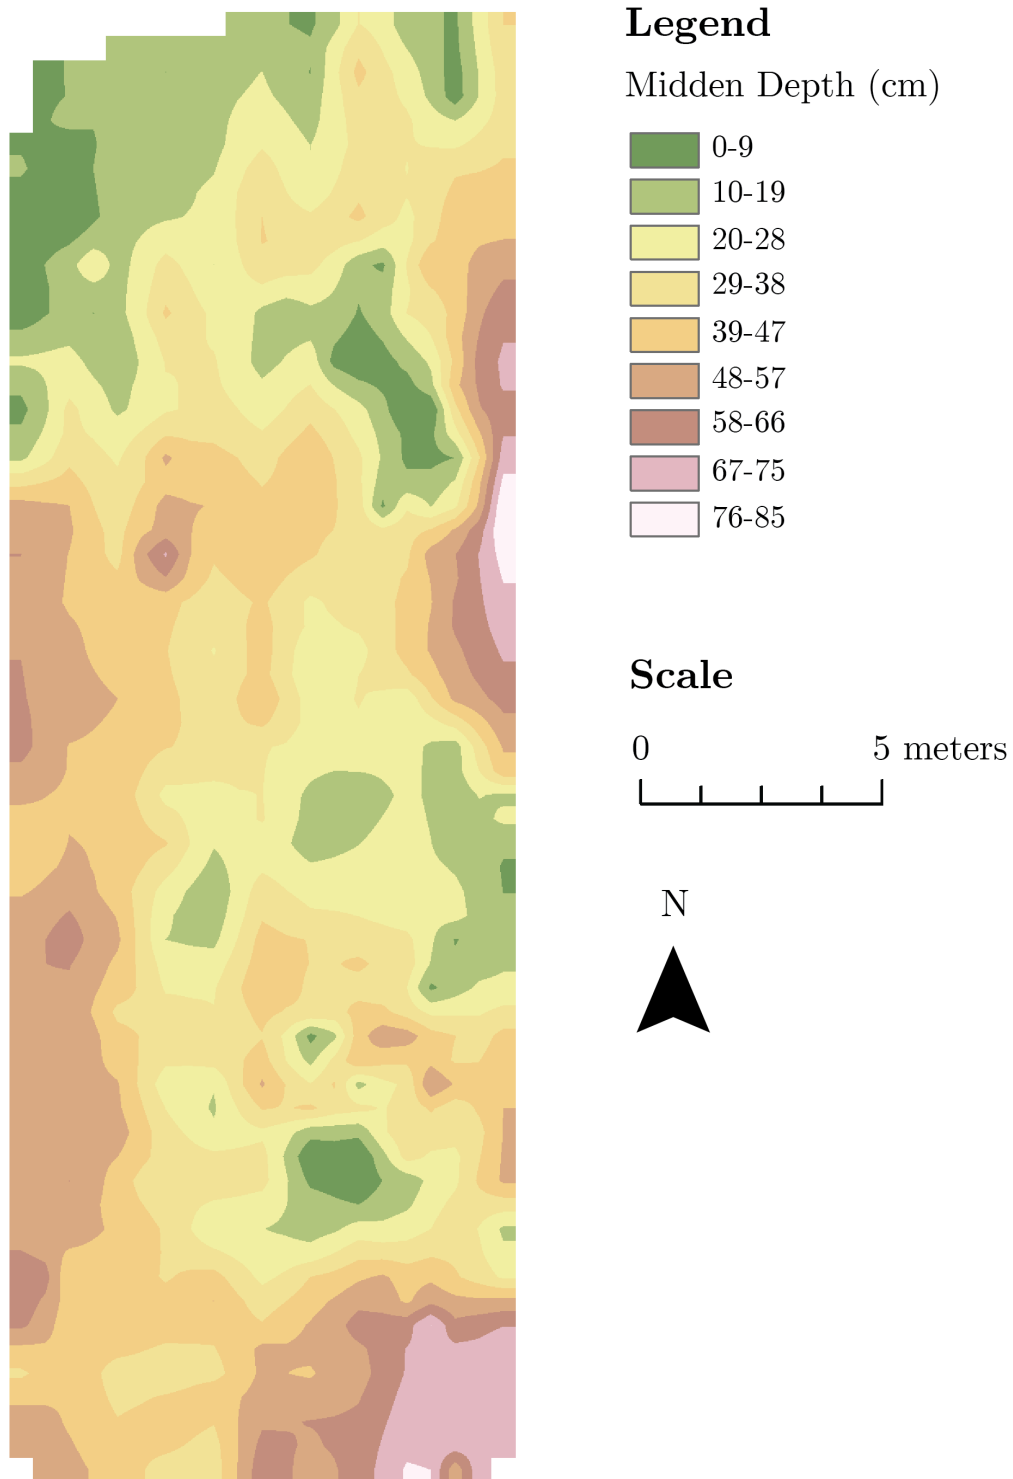 Legend
Midden Depth (cm)
0-9
10-19
20-28
29-38
39-47
48-57
58-66
67-75
76-85
Scale
0 5 meters
N